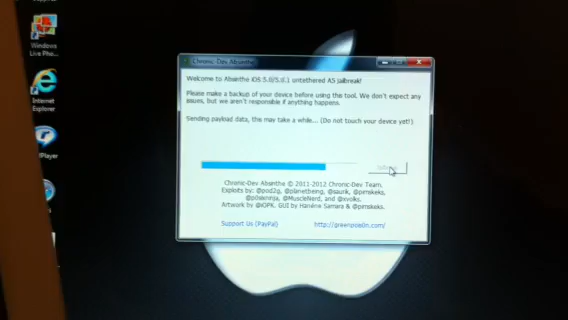 Chronic-Dev Absinthe
Welcome to Absinthe iOS 5.0/5.0.1 untethered A5 jailbreak!
Please make a backup of your device before using this tool. We don't expect any
issues, but we aren't responsible if anything happens.
Sending payload data, this may take a while... (Do not touch your device yet!)
Chronic-Dev Absinthe © 2011-2012 Chronic-Dev Team.
Exploits by: @pod2g, @planetbeing, @saurik, @pimskeks,
@p0sixninja, @MuscleNerd, and @xvolks.
Artwork by @iOPK. GUI by Hanéne Samara & @pimskeks.
Support Us (PayPal)
http://greenpois0n.com/
Windows
Live Pho...
Internet
Explorer